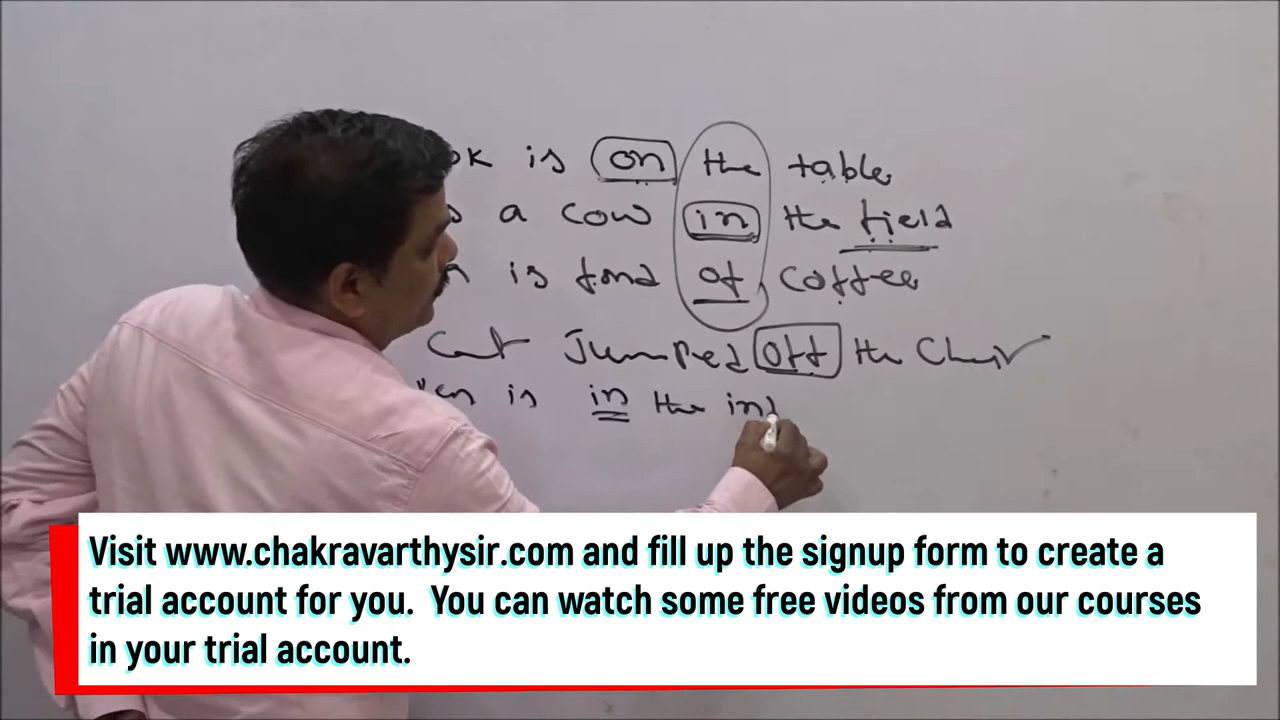 ok is on the table
a cow in the field
n is fond of coffee
Cat Jumped off the Chair
en is in the in
Visit www.chakravarthysir.com and fill up the signup form to create a
trial account for you. You can watch some free videos from our courses
in your trial account.